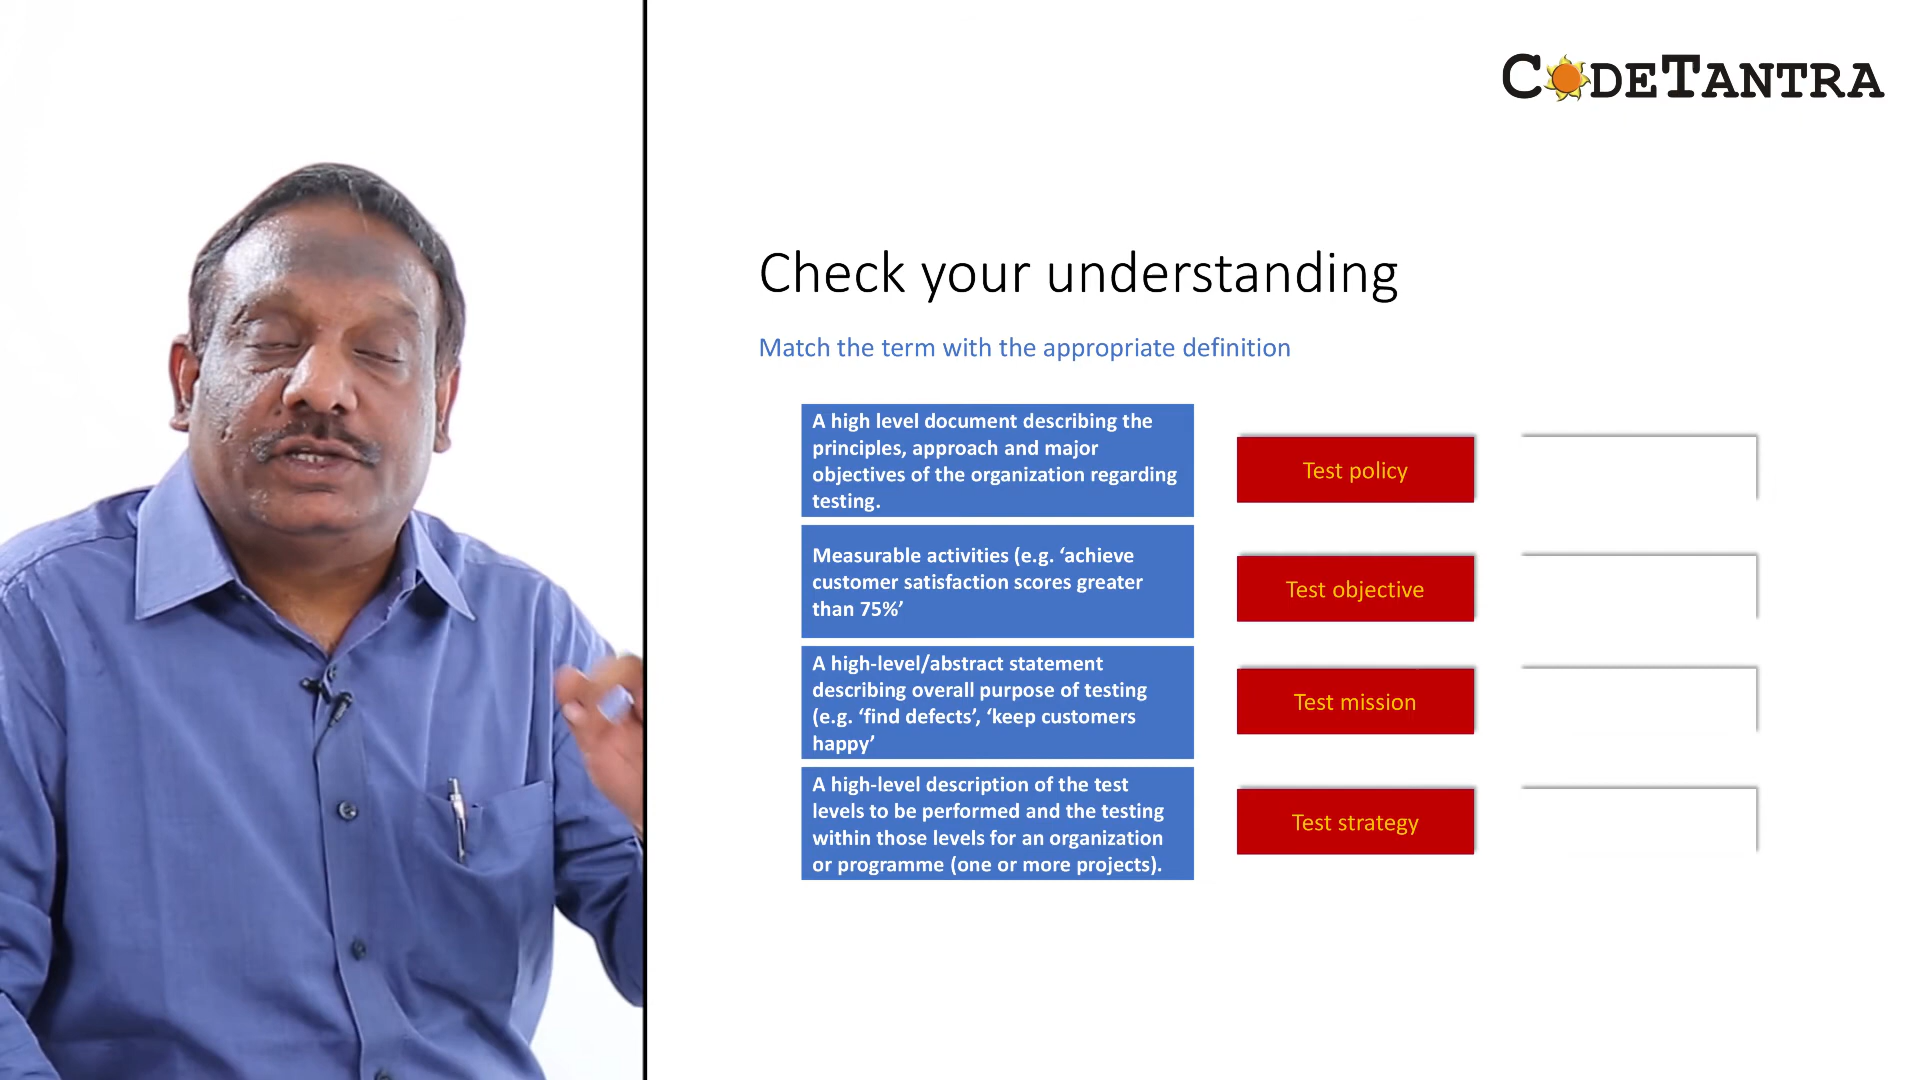 CODETANTRA
Check your understanding
Match the term with the appropriate definition
A high level document describing the
principles, approach and major
objectives of the organization regarding
testing.
Test policy
Measurable activities (e.g. ‘achieve
customer satisfaction scores greater
than 75%’
Test objective
A high-level/abstract statement
describing overall purpose of testing
(e.g. ‘find defects’, ‘keep customers
happy’
Test mission
A high-level description of the test
levels to be performed and the testing
within those levels for an organization
or programme (one or more projects).
Test strategy